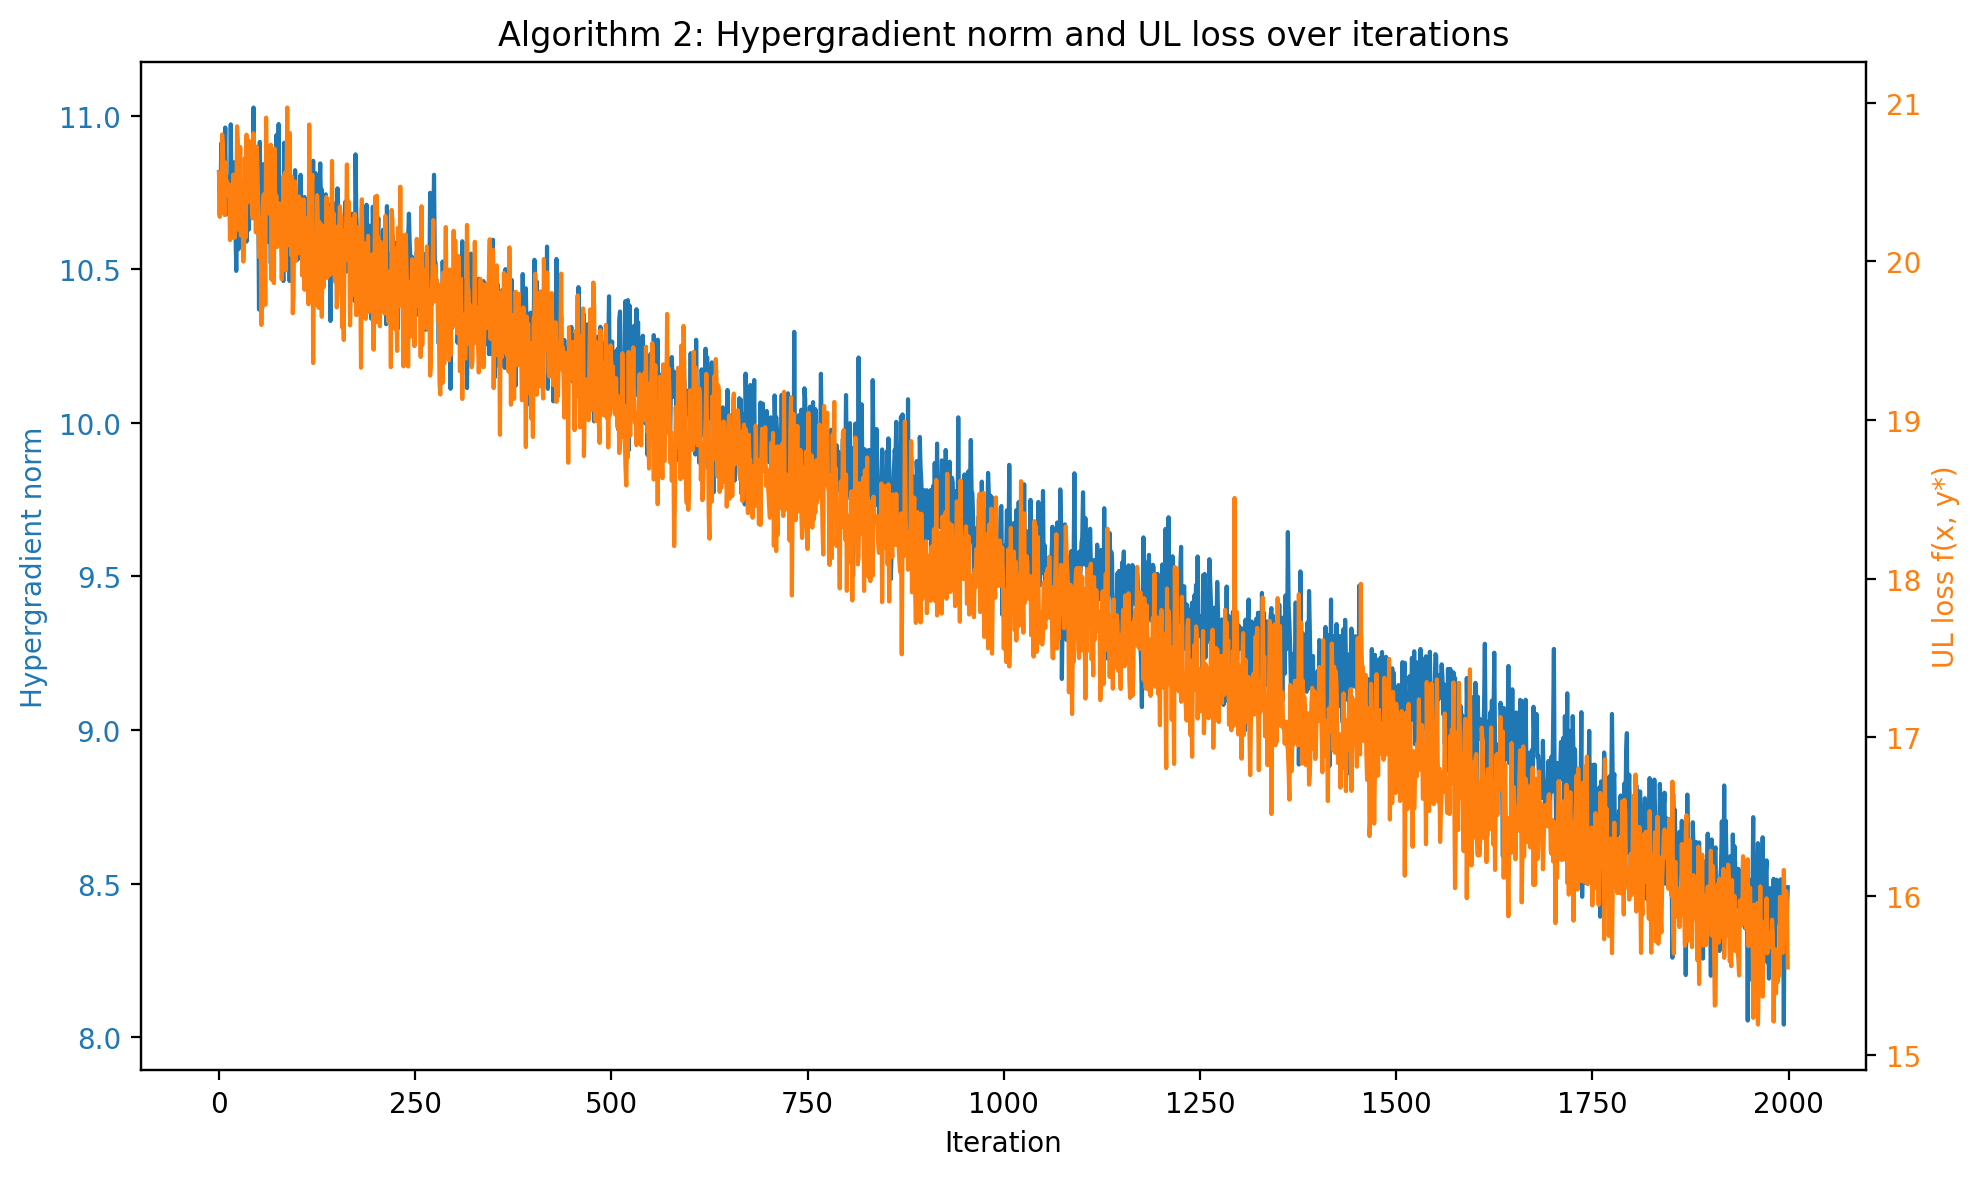 Algorithm 2: Hypergradient norm and UL loss over iterations
11.0
10.5
10.0
9.5
9.0
8.5
8.0
Hypergradient norm
21
20
19
18
17
16
15
UL loss f(x, y*)
0 250 500 750 1000 1250 1500 1750 2000
Iteration